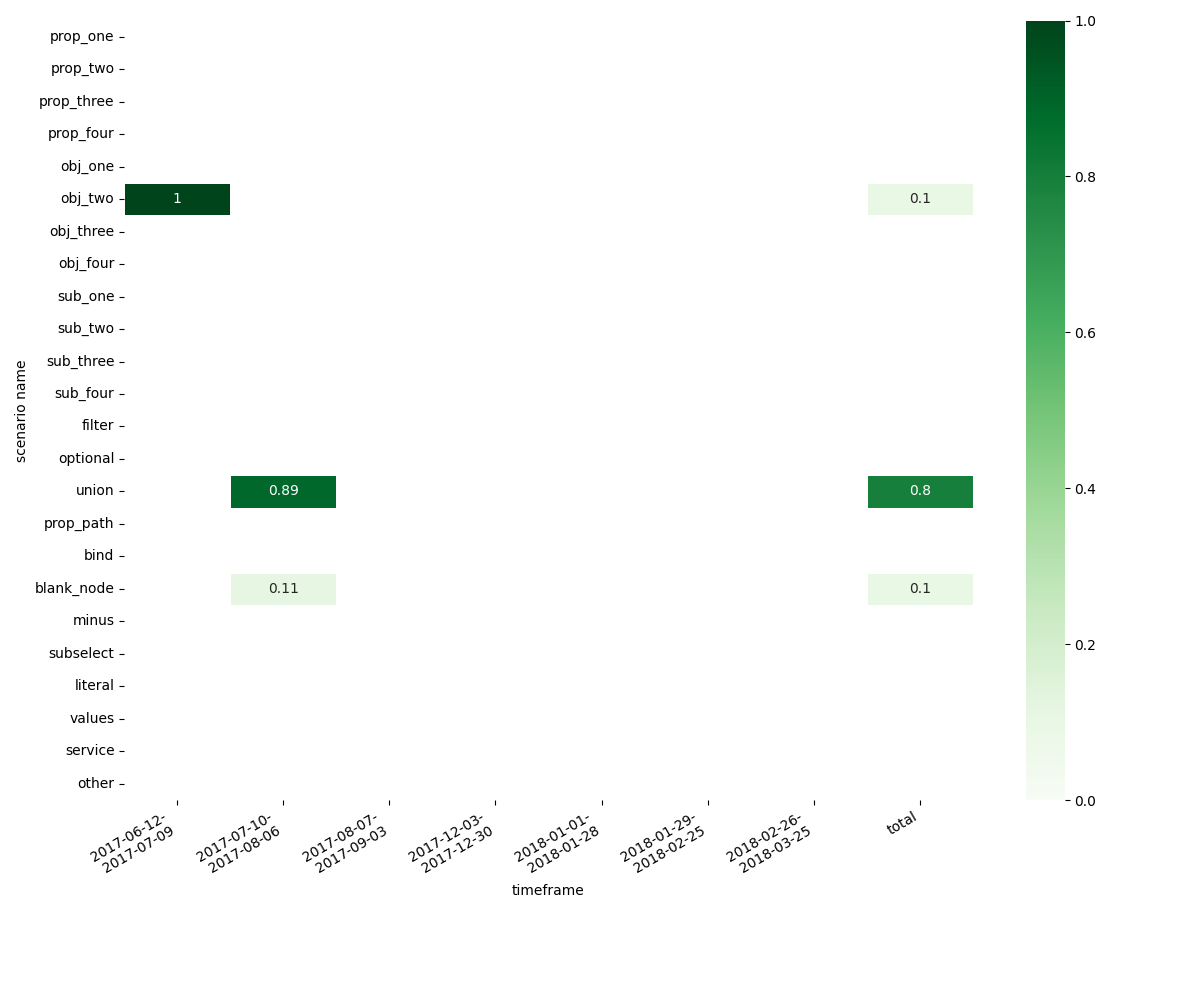 prop_one
prop_two
prop_three
prop_four
obj_one
obj_two
obj_three
obj_four
sub_one
sub_two
sub_three
sub_four
filter
optional
union
prop_path
bind
blank_node
minus
subselect
literal
values
service
other
scenario name
1
0.1
0.89
0.8
0.11
0.1
2017-06-12-
2017-07-09
2017-07-10-
2017-08-06
2017-08-07-
2017-09-03
2017-12-03-
2017-12-30
2018-01-01-
2018-01-28
2018-01-29-
2018-02-25
2018-02-26-
2018-03-25
total
timeframe
1.0
0.8
0.6
0.4
0.2
0.0